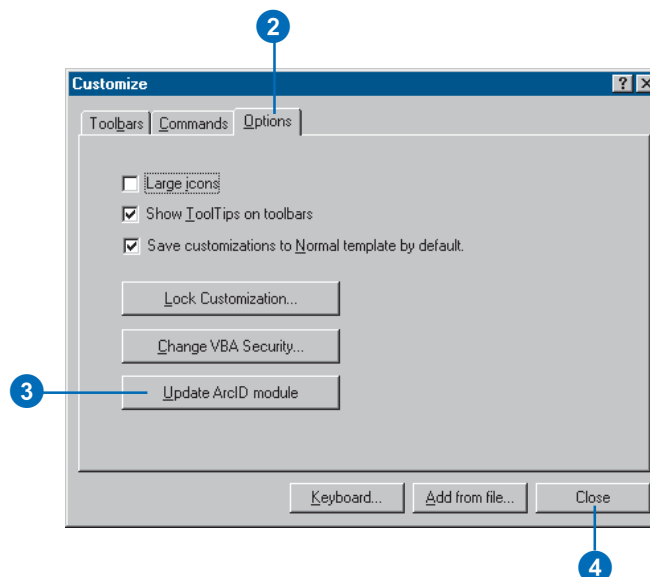 2
Customize
Toolbars Commands Options
Large icons
Show ToolTips on toolbars
Save customizations to Normal template by default.
Lock Customization...
Change VBA Security...
3 Update ArcID module
Keyboard... Add from file... Close
4